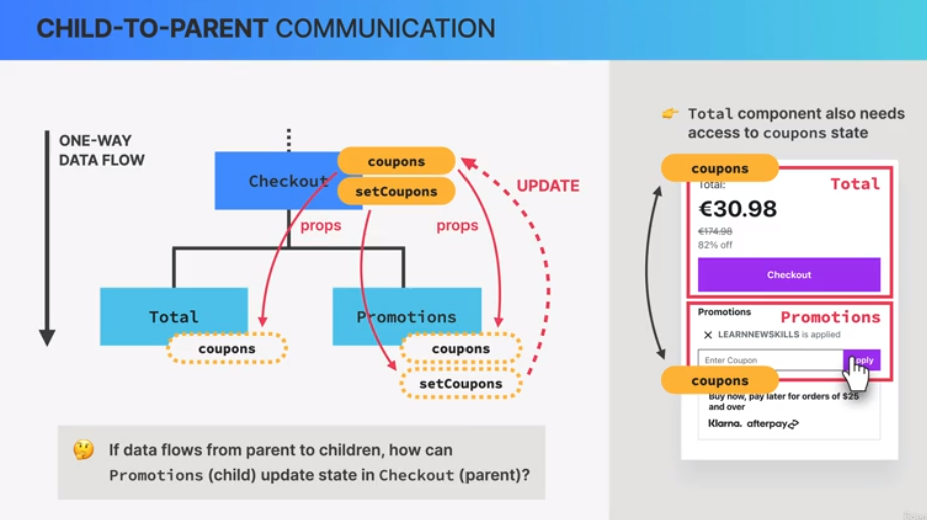 CHILD-TO-PARENT COMMUNICATION
ONE-WAY
DATA FLOW
Checkout
coupons
setCoupons
UPDATE
props
props
Total
Promotions
coupons
coupons
setCoupons
🤔 If data flows from parent to children, how can
Promotions (child) update state in Checkout (parent)?
👉 Total component also needs
access to coupons state
coupons
Total:
Total
€30.98
€174.98
82% off
Checkout
Promotions
Promotions
LEARNNEWSKILLS is applied
Enter Coupon
coupons
Buy now, pay later for orders of $25
and over
Klarna. afterpay